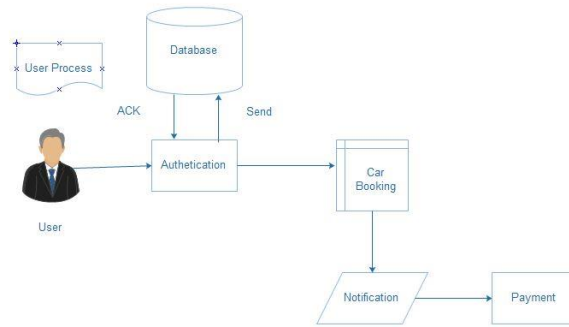 Database
User Process
ACK
Send
Authetication
Car
Booking
User
Notification
Payment